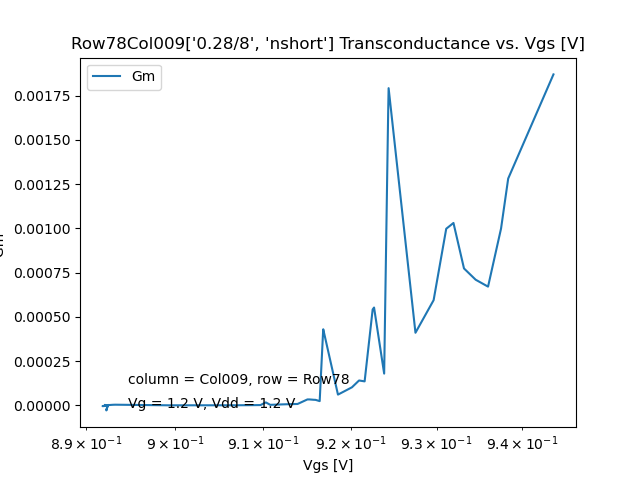 Row78Col009['0.28/8', 'nshort'] Transconductance vs. Vgs [V]
Gm
0.00175
0.00150
0.00125
0.00100
0.00075
0.00050
0.00025
0.00000
Gm
column = Col009, row = Row78
Vg = 1.2 V, Vdd = 1.2 V
8.9 × 10⁻¹ 9 × 10⁻¹ 9.1 × 10⁻¹ 9.2 × 10⁻¹ 9.3 × 10⁻¹ 9.4 × 10⁻¹
Vgs [V]